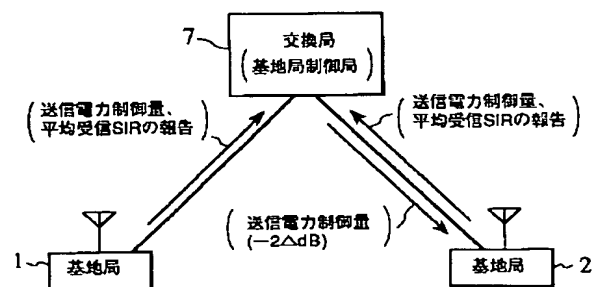 7
交換局
(基地局制御局)
(送信電力制御量、
平均受信SIRの報告)
(送信電力制御量、
平均受信SIRの報告)
(送信電力制御量
(-2△dB))
1
基地局
基地局
2